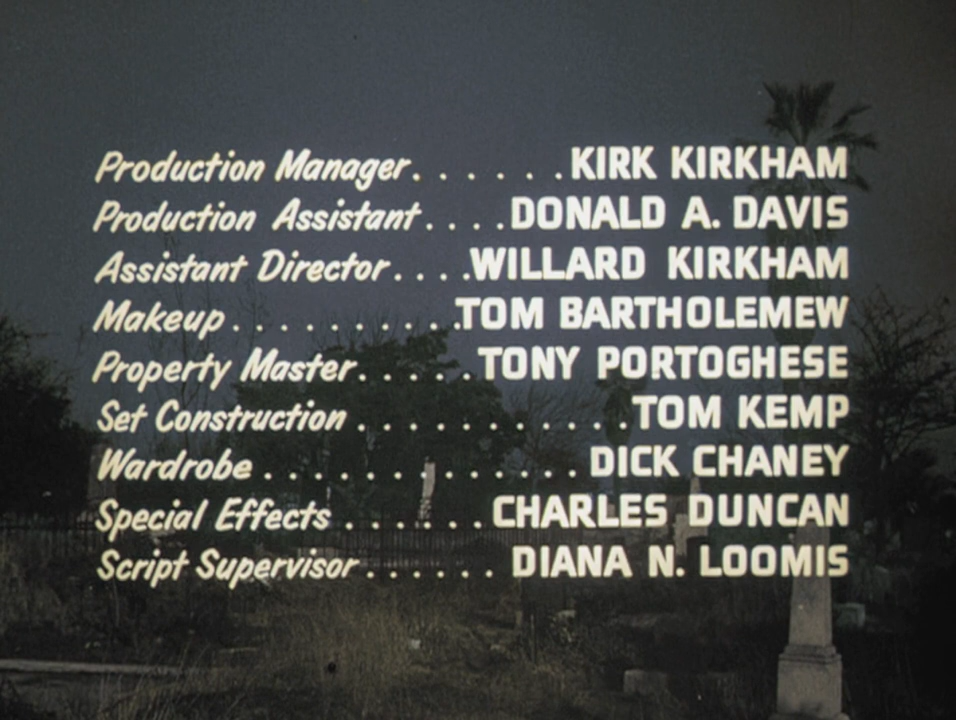 Production Manager. . . . . . .KIRK KIRKHAM
Production Assistant. . . .DONALD A. DAVIS
Assistant Director. . . .WILLARD KIRKHAM
Makeup. . . . . . . . . .TOM BARTHOLEMEW
Property Master. . . . . .TONY PORTOGHESE
Set Construction . . . . . . . . . . .TOM KEMP
Wardrobe . . . . . . . . . . . . . DICK CHANEY
Special Effects . . . . . . CHARLES DUNCAN
Script Supervisor. . . . . . DIANA N. LOOMIS